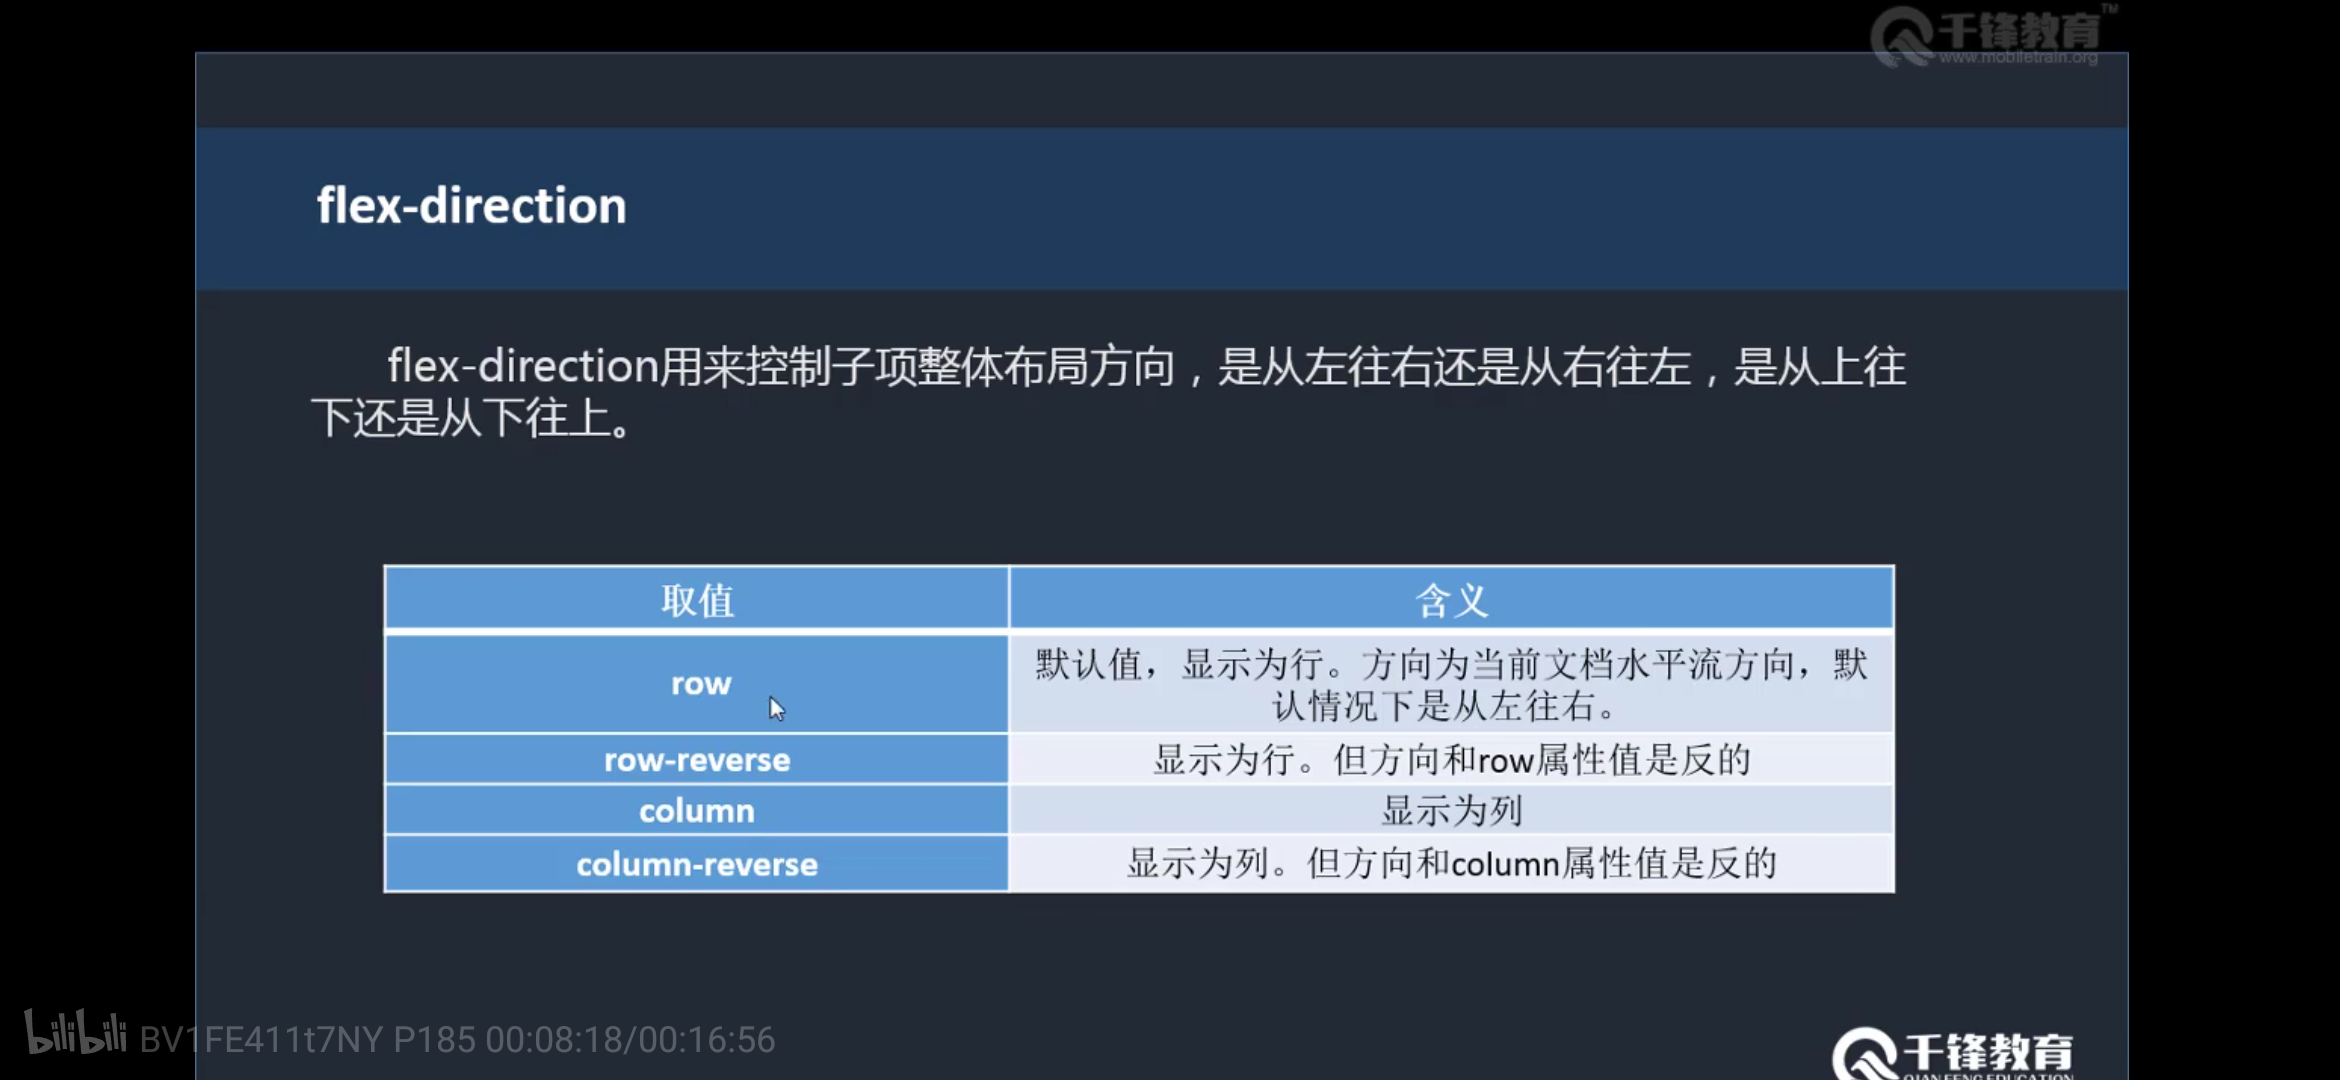 千锋教育™
www.mobiletrain.org
flex-direction
flex-direction用来控制子项整体布局方向，是从左往右还是从右往左，是从上往
下还是从下往上。
取值
含义
row
默认值，显示为行。方向为当前文档水平流方向，默
认情况下是从左往右。
row-reverse
显示为行。但方向和row属性值是反的
column
显示为列
column-reverse
显示为列。但方向和column属性值是反的
bilibili BV1FE411t7NY P185 00:08:18/00:16:56
千锋教育
QIANFENG EDUCATION